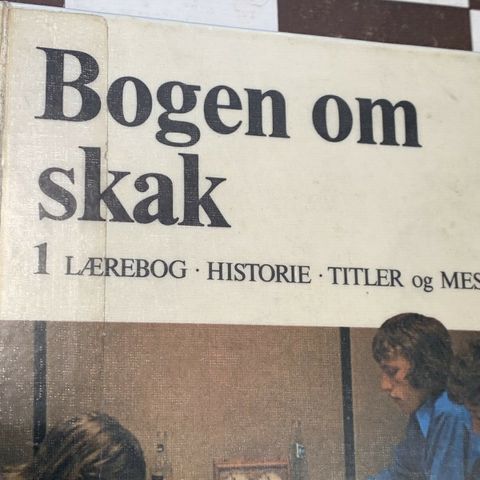 Bogen om
skak
1 LÆREBOG · HISTORIE · TITLER og MES